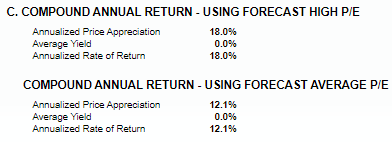 C. COMPOUND ANNUAL RETURN - USING FORECAST HIGH P/E
Annualized Price Appreciation 18.0%
Average Yield 0.0%
Annualized Rate of Return 18.0%
COMPOUND ANNUAL RETURN - USING FORECAST AVERAGE P/E
Annualized Price Appreciation 12.1%
Average Yield 0.0%
Annualized Rate of Return 12.1%